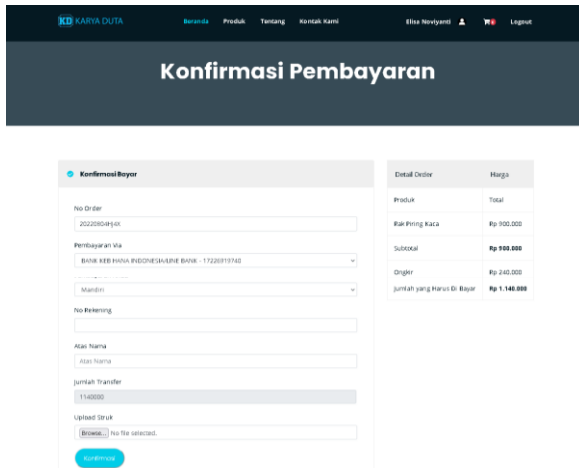 KD KARYA DUTA Beranda Produk Tentang Kontak Kami Elisa Noviyanti 0 Logout
Konfirmasi Pembayaran
Konfirmasi Bayar
No Order
20220804HJ4X
Pembayaran Via
BANK KEB HANA INDONESIA/LINE BANK - 17226919740
Mandiri
No Rekening
Atas Nama
Atas Nama
Jumlah Transfer
1140000
Upload Struk
Browse... No file selected.
Konfirmasi
Detail Order Harga
Produk Total
Rak Piring Kaca Rp 900.000
Subtotal Rp 900.000
Ongkir Rp 240.000
Jumlah yang Harus Di Bayar Rp 1.140.000